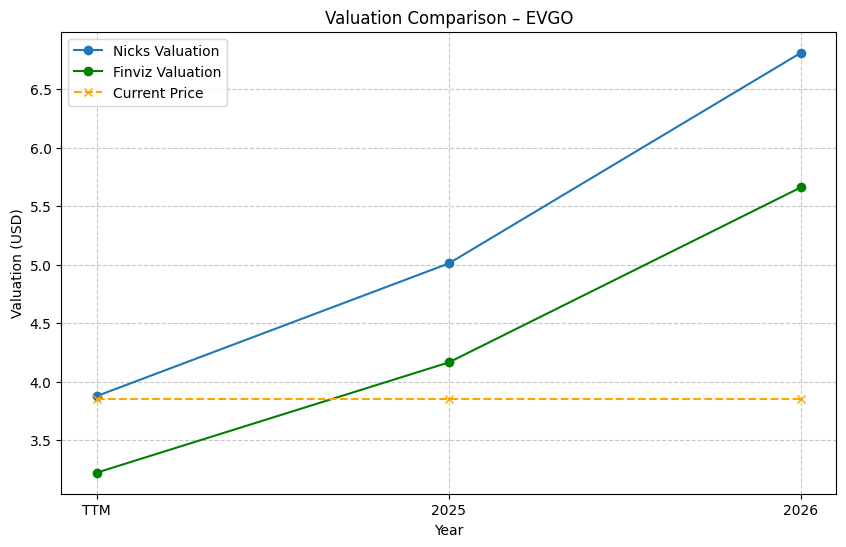 Valuation Comparison – EVGO
Nicks Valuation
Finviz Valuation
Current Price
Valuation (USD)
6.5
6.0
5.5
5.0
4.5
4.0
3.5
TTM
2025
2026
Year